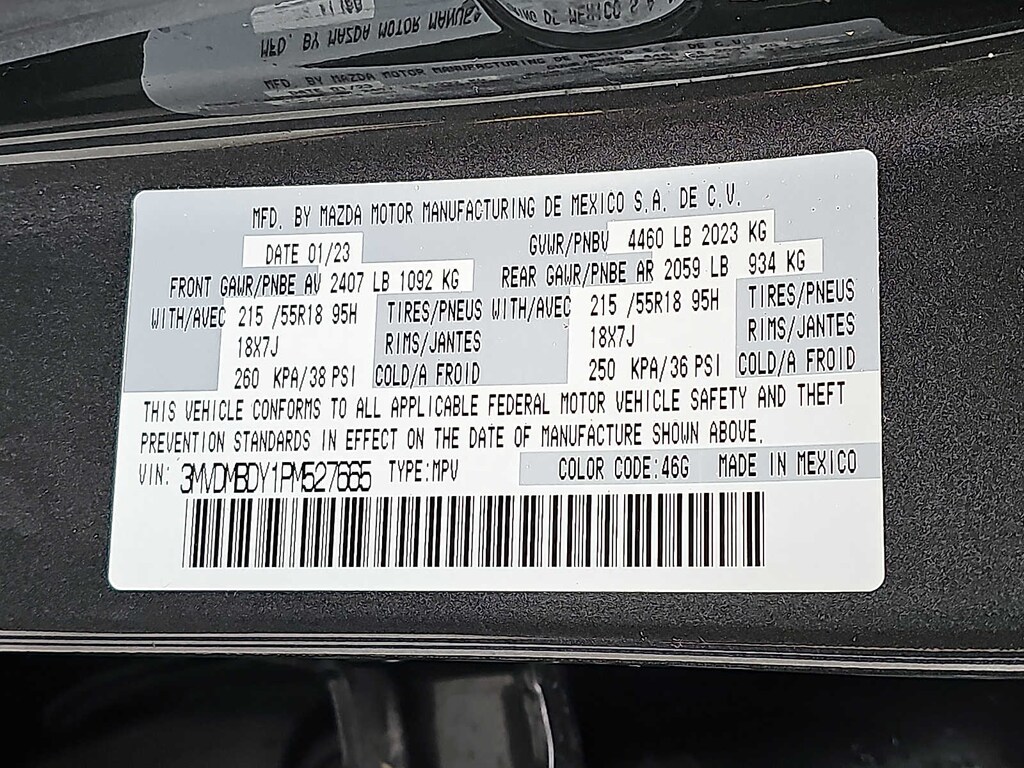 MFD. BY MAZDA MOTOR MANUFACTURING DE MEXICO S.A. DE C.V.
DATE 01/23 GVWR/PNBV 4460 LB 2023 KG
FRONT GAWR/PNBE AV 2407 LB 1092 KG REAR GAWR/PNBE AR 2059 LB 934 KG
WITH/AVEC 215 /55R18 95H TIRES/PNEUS WITH/AVEC 215 /55R18 95H TIRES/PNEUS
18X7J RIMS/JANTES 18X7J RIMS/JANTES
260 KPA/38 PSI COLD/A FROID 250 KPA/36 PSI COLD/A FROID
THIS VEHICLE CONFORMS TO ALL APPLICABLE FEDERAL MOTOR VEHICLE SAFETY AND THEFT
PREVENTION STANDARDS IN EFFECT ON THE DATE OF MANUFACTURE SHOWN ABOVE.
VIN: 3MVDMBDY1PM527665 TYPE:MPV COLOR CODE:46G MADE IN MEXICO